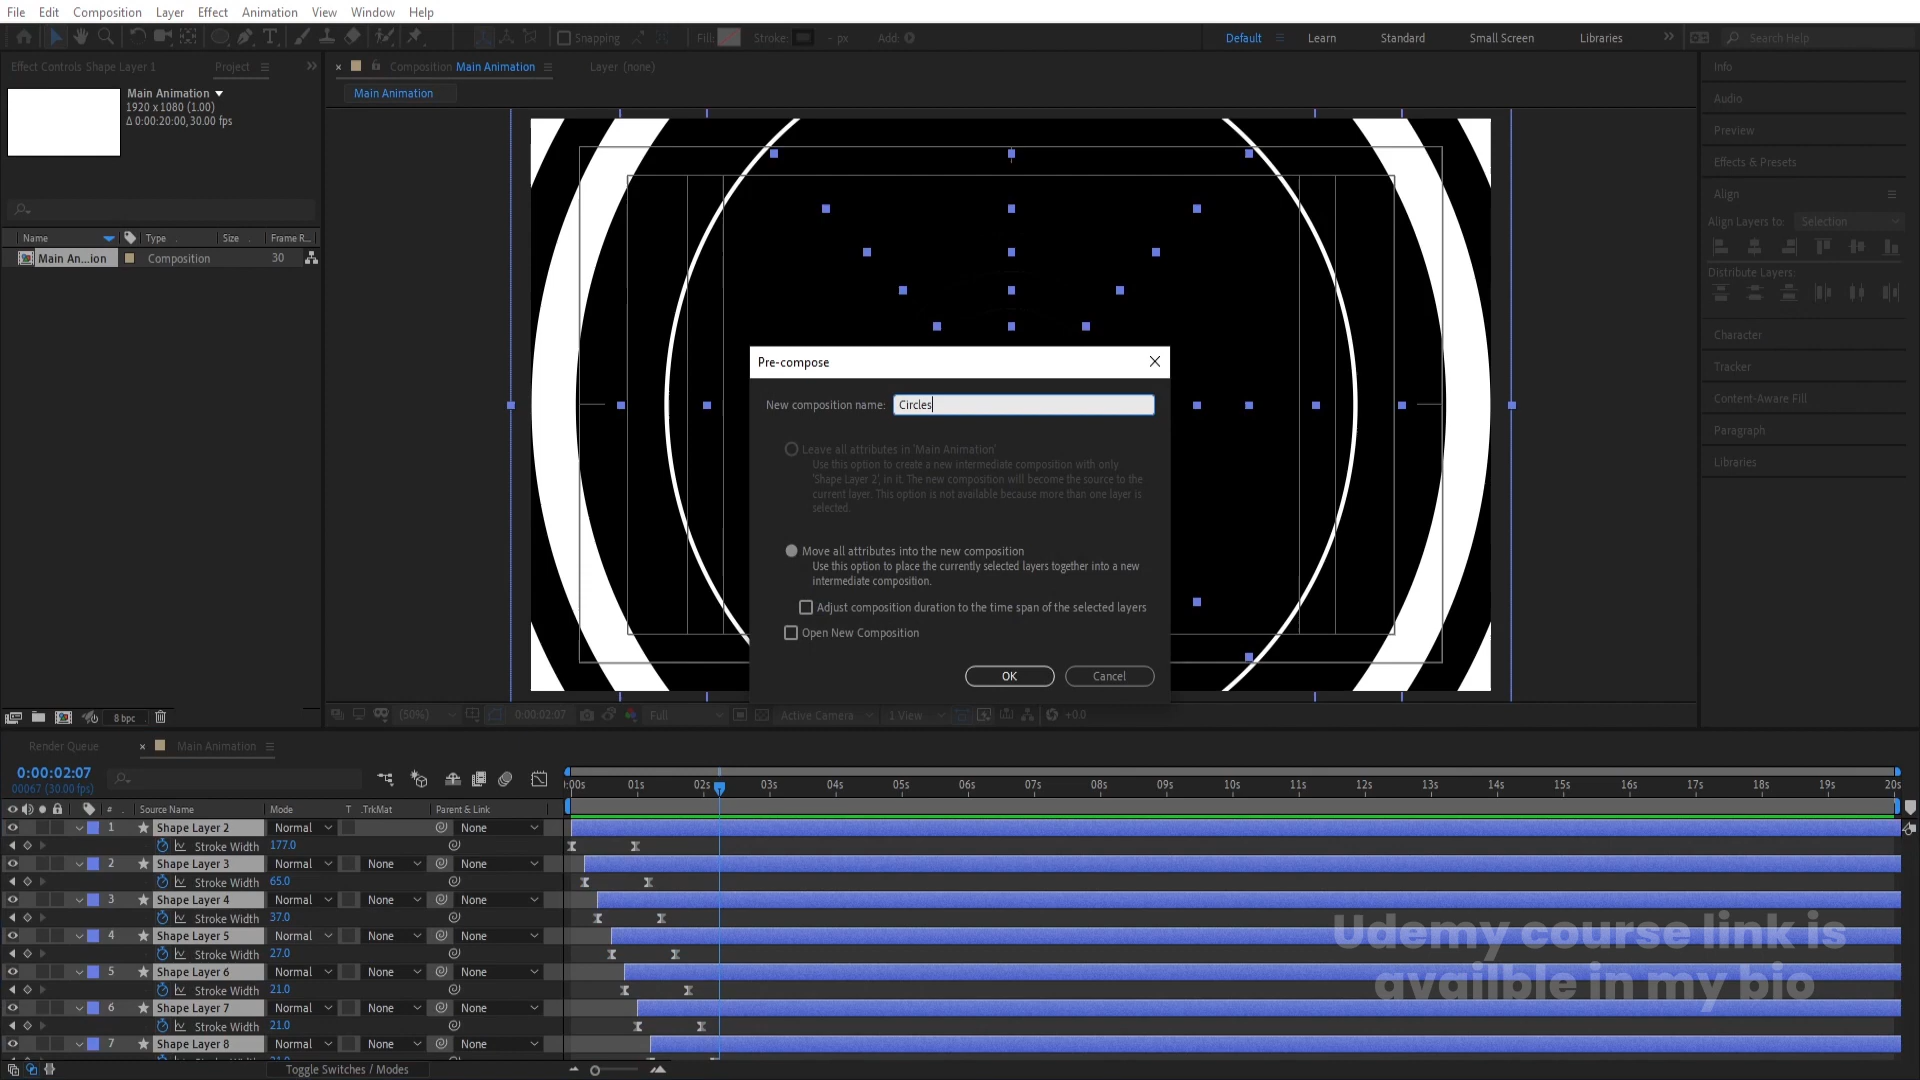 File Edit Composition Layer Effect Animation View Window Help
Snapping Fill: Stroke: - px Add: Default Learn Standard Small Screen Libraries Search Help
Effect Controls Shape Layer 1 Project Composition Main Animation Layer (none) Info
Main Animation
1920 x 1080 (1.00)
Δ 0:00:20:00, 30.00 fps
Main Animation
Audio
Preview
Effects & Presets
Align
Align Layers to: Selection
Distribute Layers:
Character
Tracker
Content-Aware Fill
Paragraph
Libraries
Name Type Size Frame R...
Main An...ion Composition 30
Pre-compose
New composition name: Circles
Leave all attributes in 'Main Animation'
Use this option to create a new intermediate composition with only
'Shape Layer 2', in it. The new composition will become the source to the
current layer. This option is not available because more than one layer is
selected.
Move all attributes into the new composition
Use this option to place the currently selected layers together into a new
intermediate composition.
Adjust composition duration to the time span of the selected layers
Open New Composition
OK Cancel
8 bpc (50%) 0:00:02:07 Full Active Camera 1 View +0.0
Render Queue Main Animation
0:00:02:07
00067 (30.00 fps)
:00s 01s 02s 03s 04s 05s 06s 07s 08s 09s 10s 11s 12s 13s 14s 15s 16s 17s 18s 19s 20s
# Source Name Mode T .TrkMat Parent & Link
1 Shape Layer 2 Normal None
Stroke Width 177.0
2 Shape Layer 3 Normal None None
Stroke Width 65.0
3 Shape Layer 4 Normal None None
Stroke Width 37.0
4 Shape Layer 5 Normal None None
Stroke Width 27.0
5 Shape Layer 6 Normal None None
Stroke Width 21.0
6 Shape Layer 7 Normal None None
Stroke Width 21.0
7 Shape Layer 8 Normal None None
Toggle Switches / Modes
Udemy course link is
availble in my bio